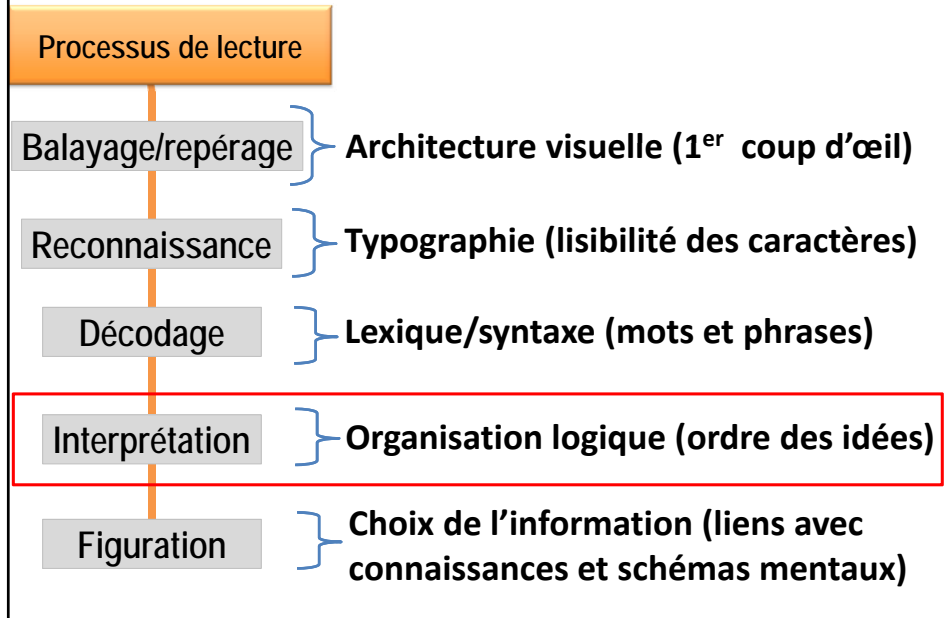 Processus de lecture
Balayage/repérage
Architecture visuelle (1er coup d'œil)
Reconnaissance
Typographie (lisibilité des caractères)
Décodage
Lexique/syntaxe (mots et phrases)
Interprétation
Organisation logique (ordre des idées)
Figuration
Choix de l'information (liens avec
connaissances et schémas mentaux)